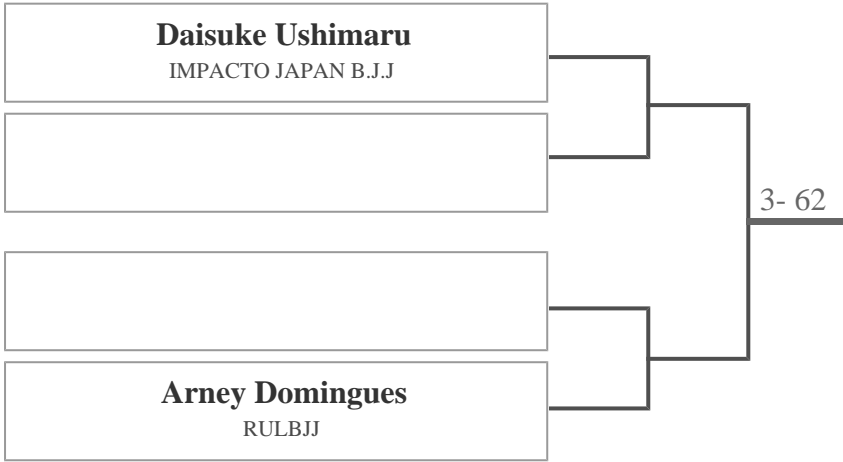 Daisuke Ushimaru
IMPACTO JAPAN B.J.J
3- 62
Arney Domingues
RULBJJ